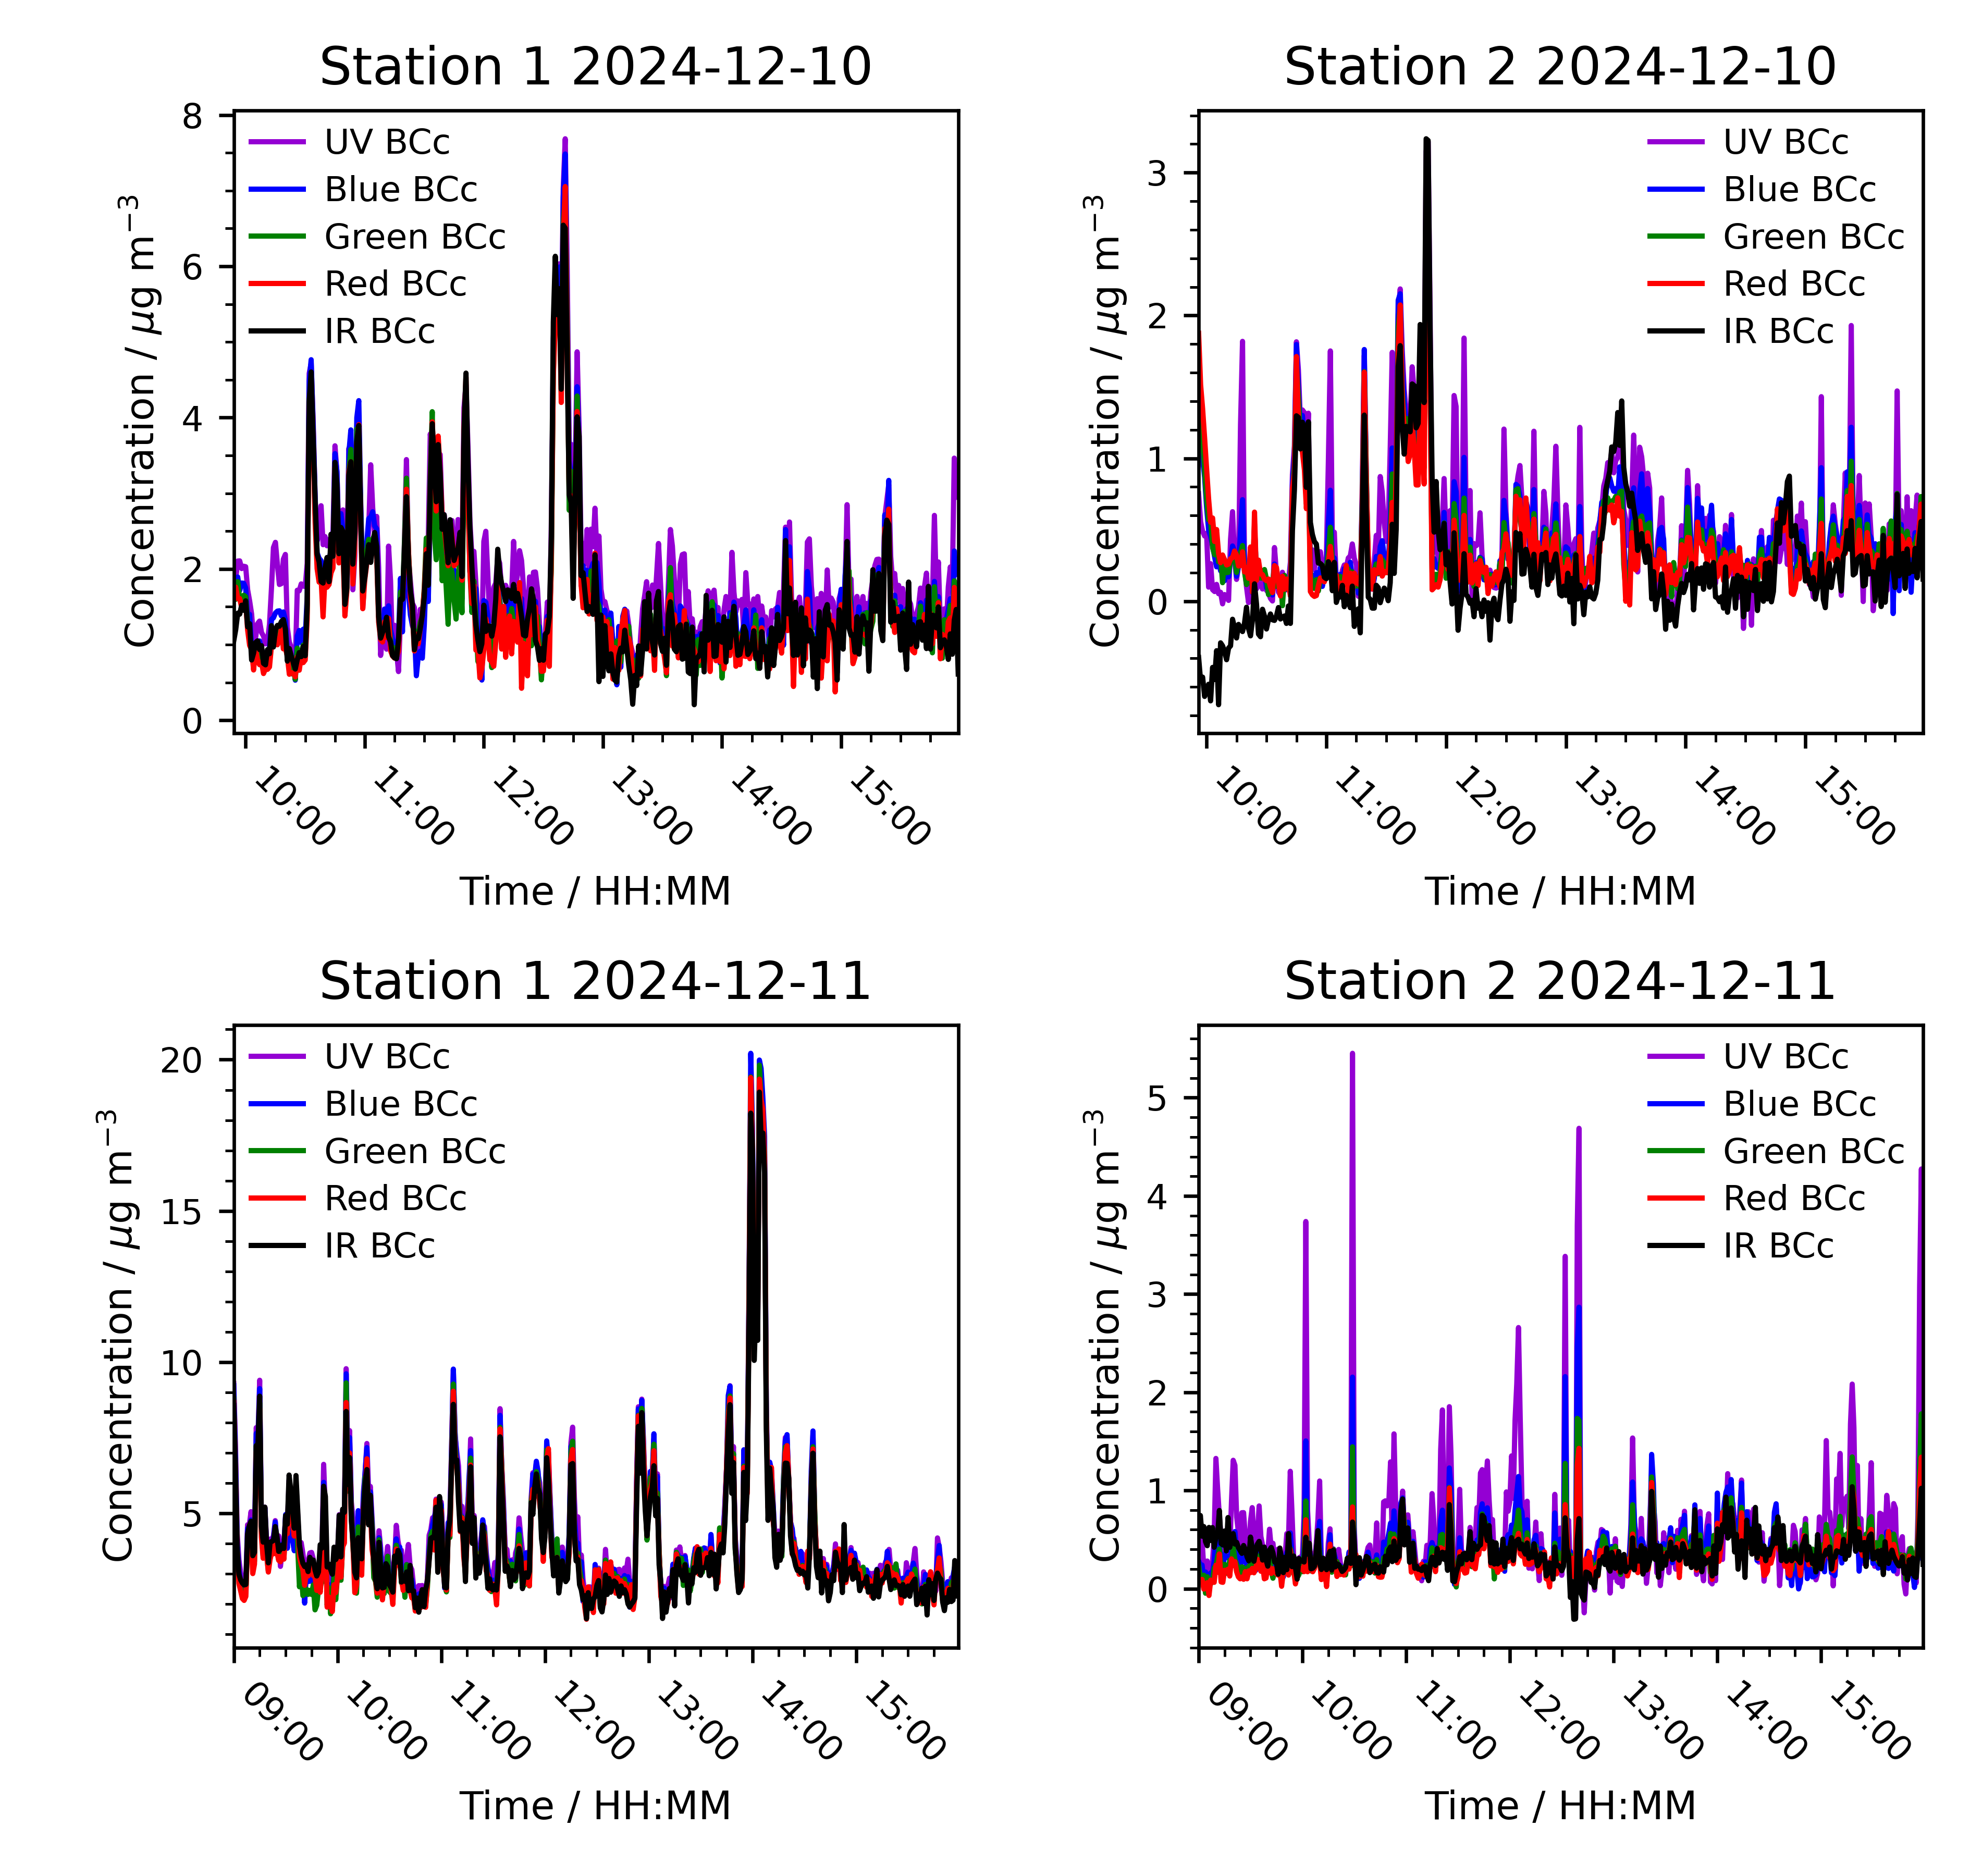 Station 1 2024-12-10
8
6
4
2
0
Concentration / µg m⁻³
UV BCc
Blue BCc
Green BCc
Red BCc
IR BCc
10:00
11:00
12:00
13:00
14:00
15:00
Time / HH:MM
Station 2 2024-12-10
3
2
1
0
Concentration / µg m⁻³
UV BCc
Blue BCc
Green BCc
Red BCc
IR BCc
10:00
11:00
12:00
13:00
14:00
15:00
Time / HH:MM
Station 1 2024-12-11
20
15
10
5
Concentration / µg m⁻³
UV BCc
Blue BCc
Green BCc
Red BCc
IR BCc
09:00
10:00
11:00
12:00
13:00
14:00
15:00
Time / HH:MM
Station 2 2024-12-11
5
4
3
2
1
0
Concentration / µg m⁻³
UV BCc
Blue BCc
Green BCc
Red BCc
IR BCc
09:00
10:00
11:00
12:00
13:00
14:00
15:00
Time / HH:MM